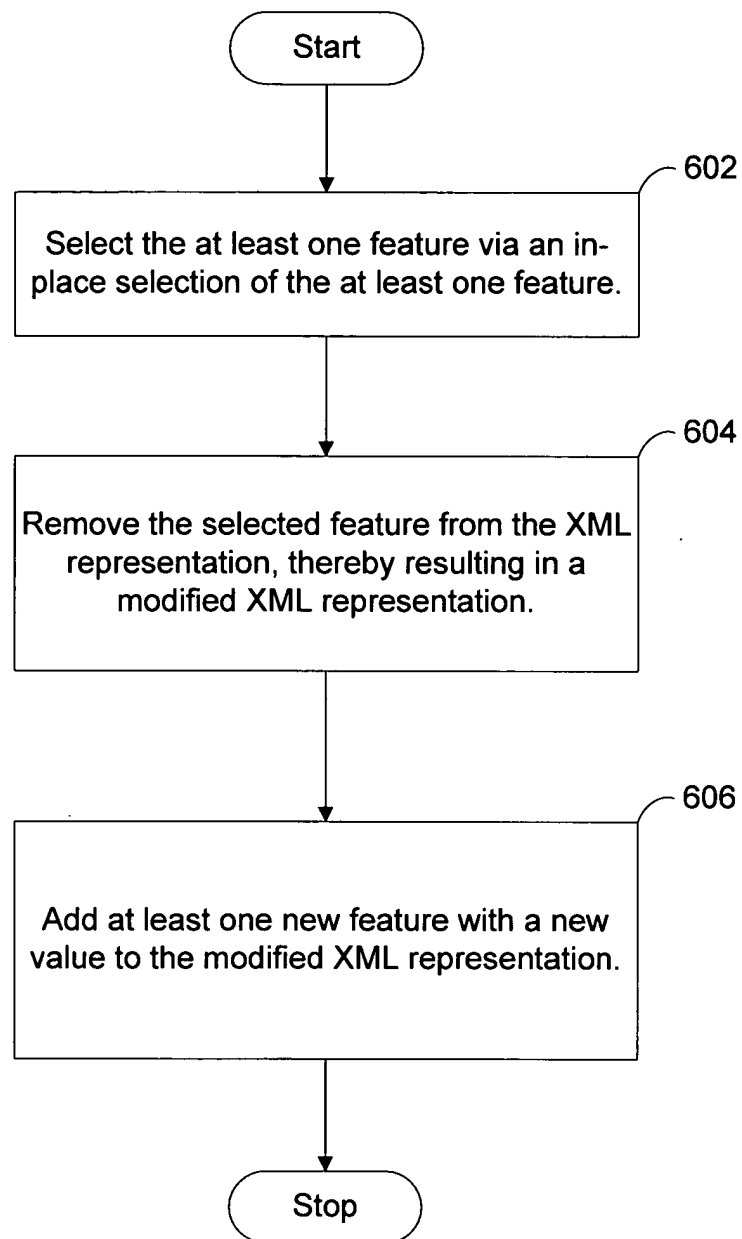 Start
602
Select the at least one feature via an in-
place selection of the at least one feature.
604
Remove the selected feature from the XML
representation, thereby resulting in a
modified XML representation.
606
Add at least one new feature with a new
value to the modified XML representation.
Stop